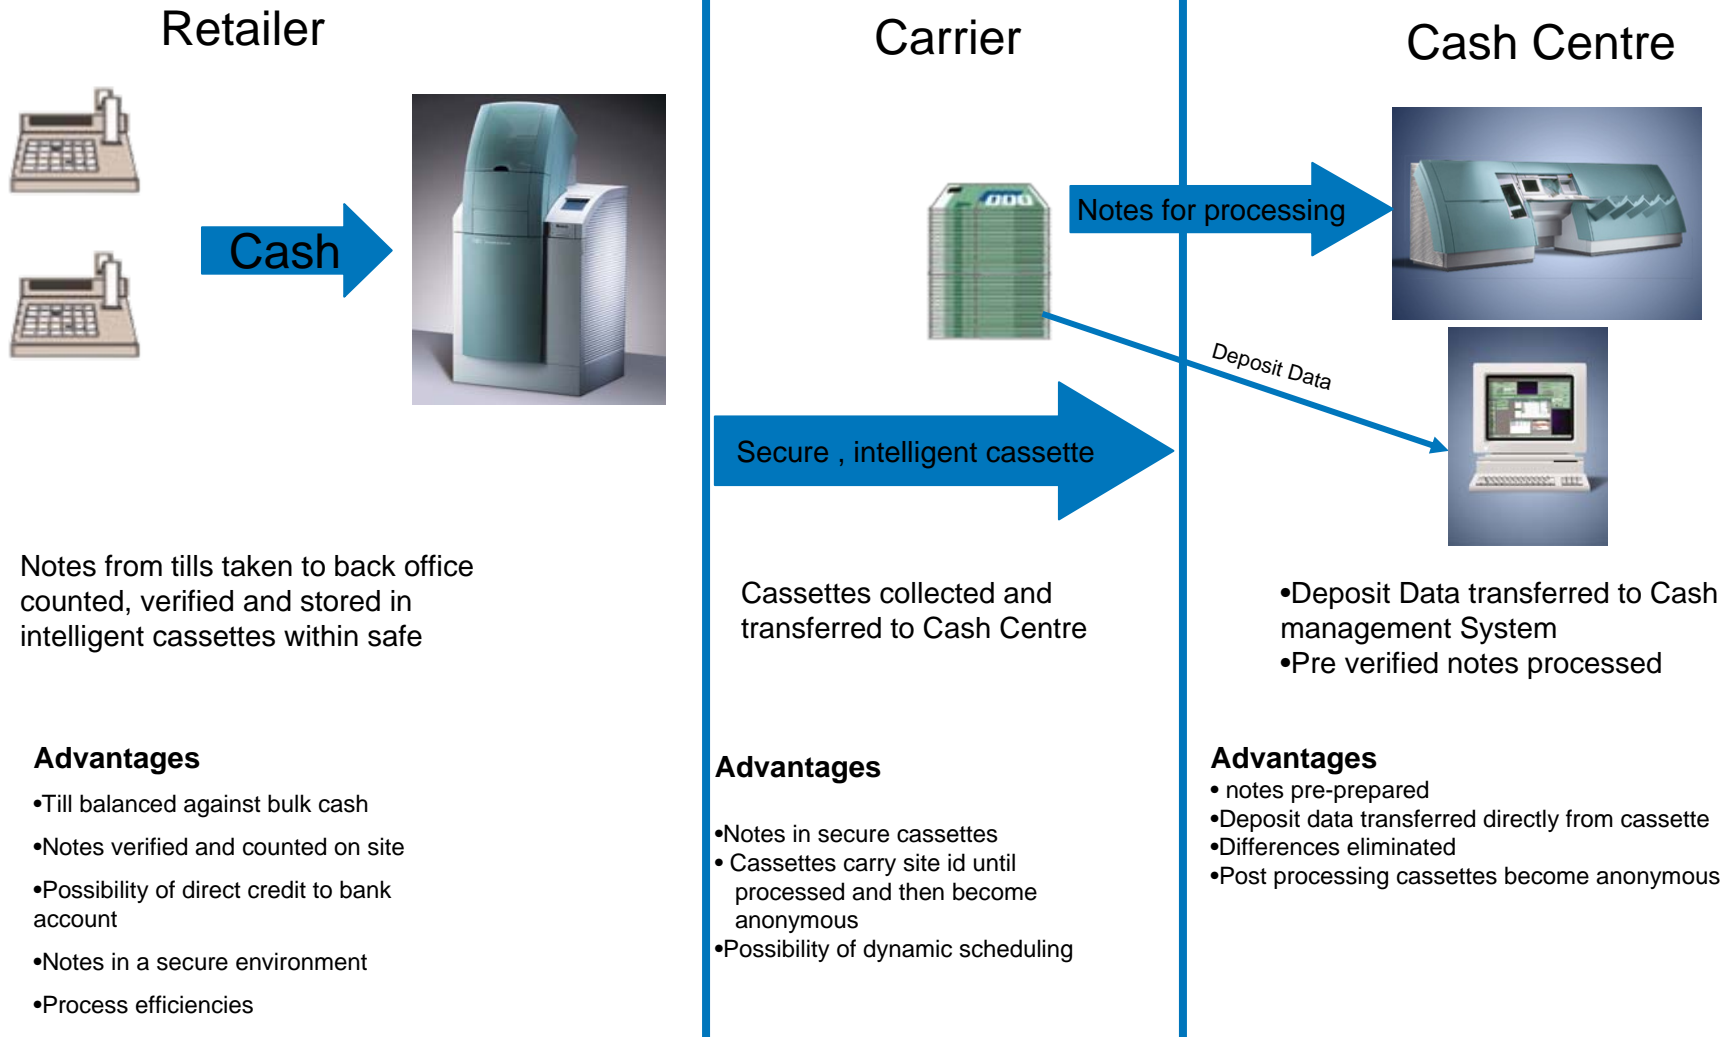 Retailer
Cash
Notes from tills taken to back office
counted, verified and stored in
intelligent cassettes within safe
Advantages
•Till balanced against bulk cash
•Notes verified and counted on site
•Possibility of direct credit to bank
account
•Notes in a secure environment
•Process efficiencies
Carrier
Notes for processing
Deposit Data
Secure , intelligent cassette
Cassettes collected and
transferred to Cash Centre
Advantages
•Notes in secure cassettes
• Cassettes carry site id until
processed and then become
anonymous
•Possibility of dynamic scheduling
Cash Centre
•Deposit Data transferred to Cash
management System
•Pre verified notes processed
Advantages
• notes pre-prepared
•Deposit data transferred directly from cassette
•Differences eliminated
•Post processing cassettes become anonymous